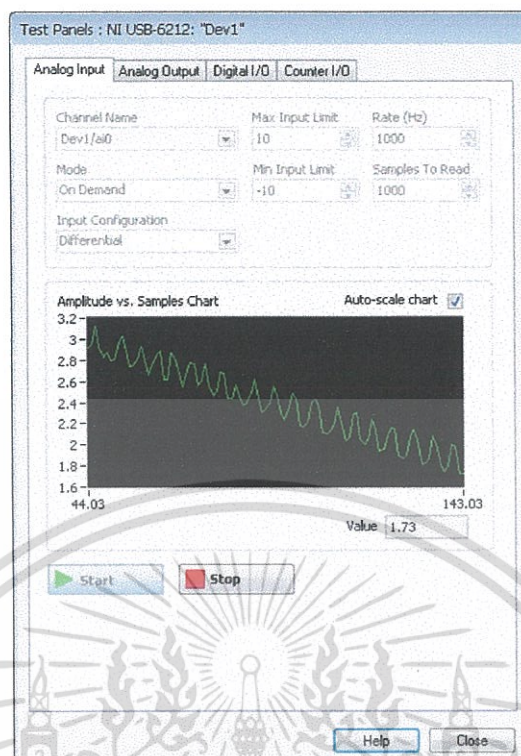 Test Panels : NI USB-6212: "Dev1"
Analog Input Analog Output Digital I/O Counter I/O
Channel Name Max Input Limit Rate (Hz)
Dev1/ai0 10 1000
Mode Min Input Limit Samples To Read
On Demand -10 1000
Input Configuration
Differential
Amplitude vs. Samples Chart Auto-scale chart
3.2
3
2.8
2.6
2.4
2.2
2
1.8
1.6
44.03 143.03
Value 1.73
Start Stop
Help Close